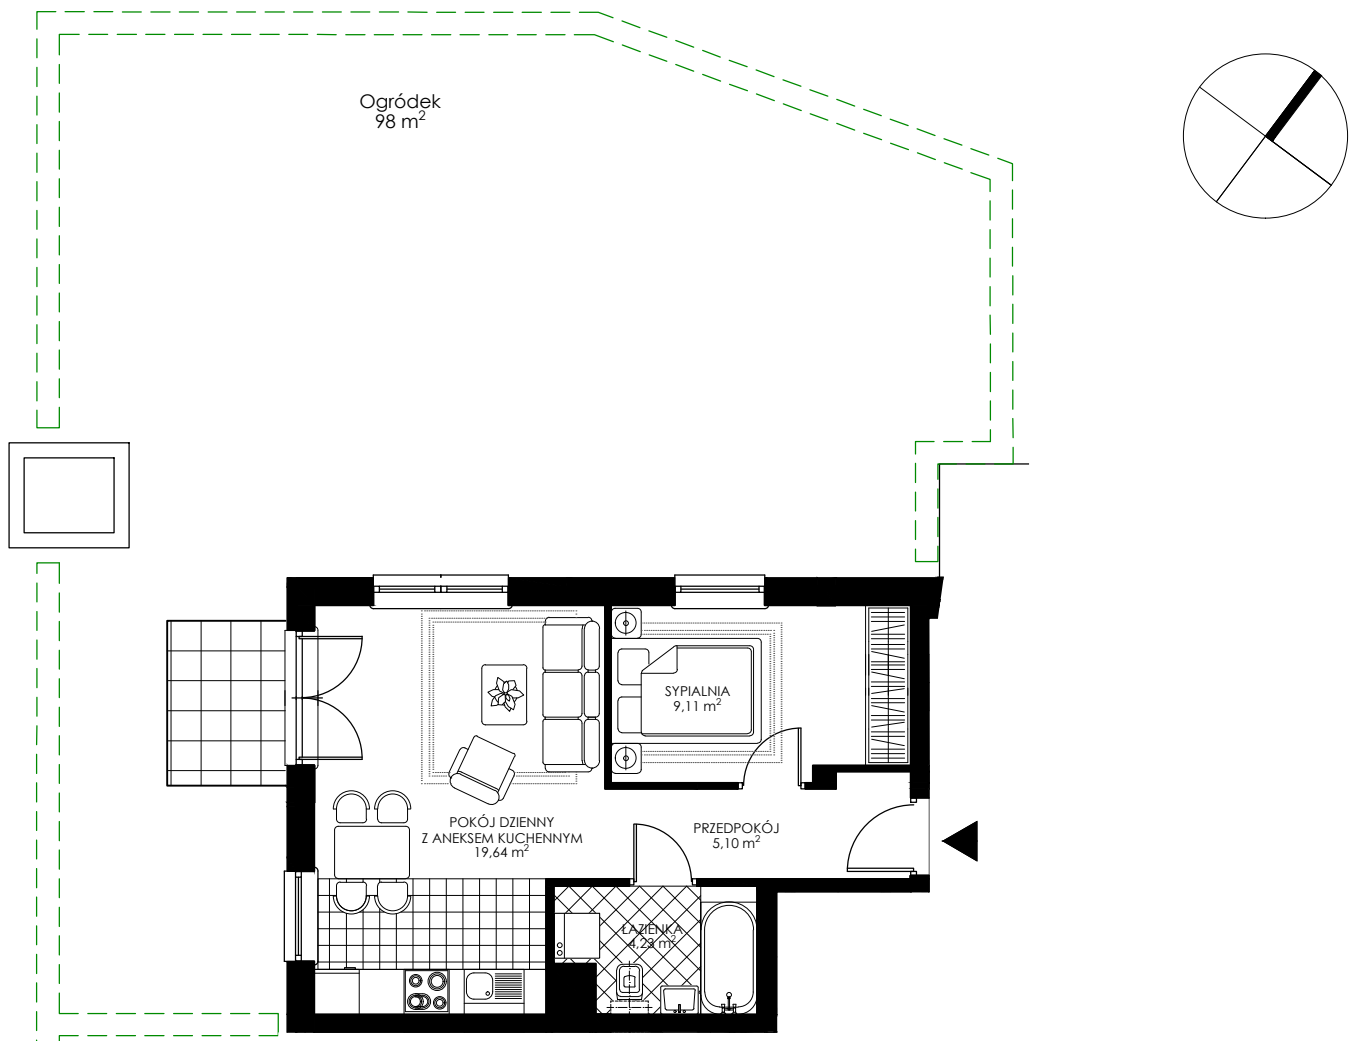 Ogródek
98 m²
SYPIALNIA
9,11 m²
POKÓJ DZIENNY
Z ANEKSEM KUCHENNYM
19,64 m²
PRZEDPOKÓJ
5,10 m²
ŁAZIENKA
4,23 m²